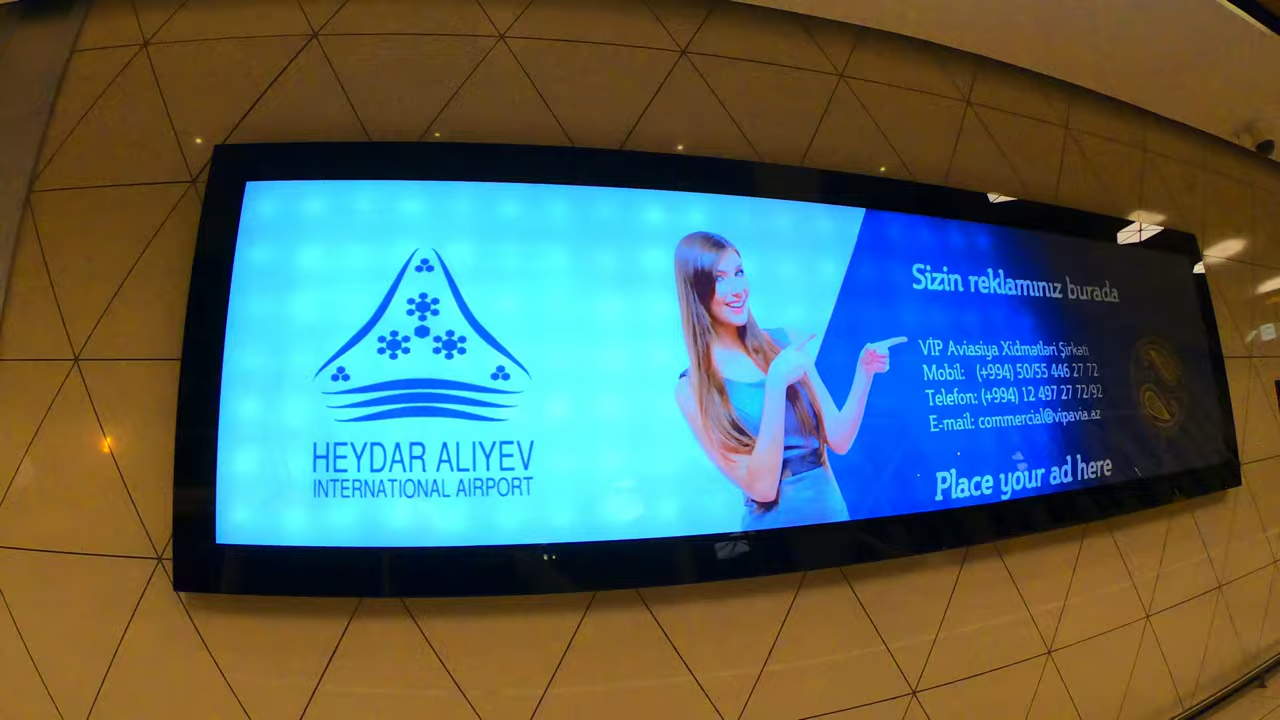 HEYDAR ALIYEV
INTERNATIONAL AIRPORT
Sizin reklamınız burada
VİP Aviasiya Xidmətləri Şirkəti
Mobil: (+994) 50/55 446 27 72
Telefon: (+994) 12 497 27 72/92
E-mail: commercial@vipavia.az
Place your ad here